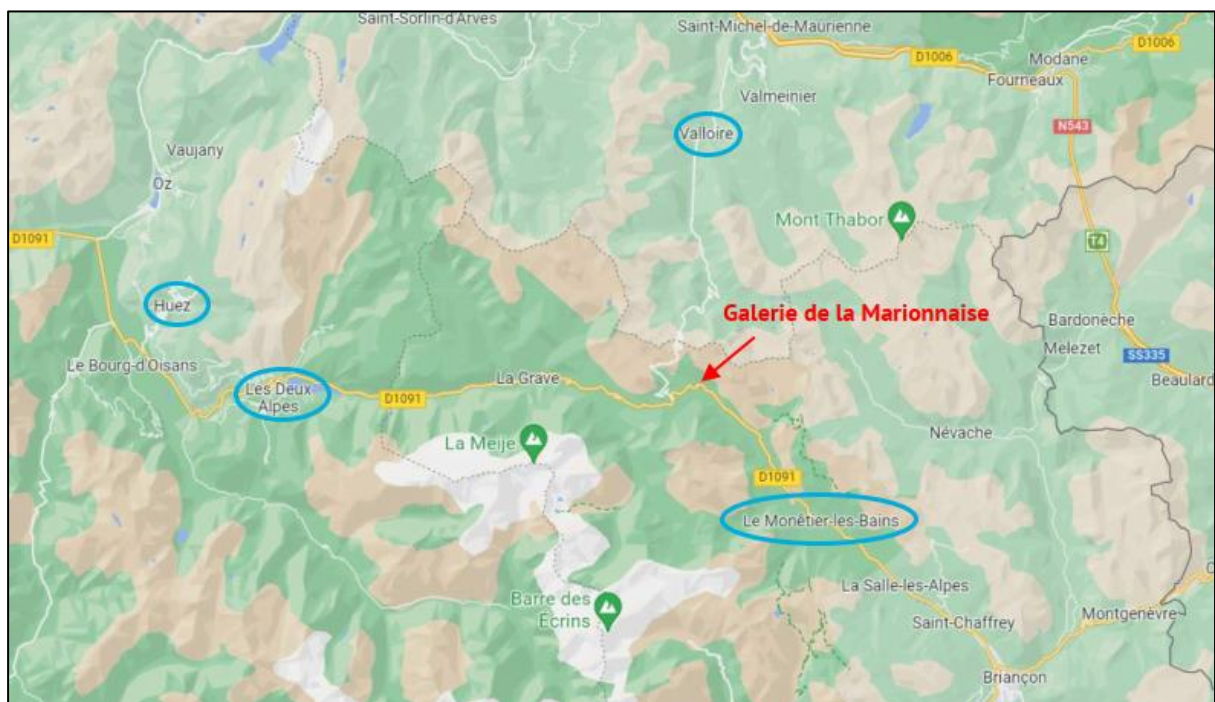 Saint-Sorlin-d'Arves
Saint-Michel-de-Maurienne
D1006
D1006
Modane
Fourneaux
Valmeinier
N543
Valloire
Vaujany
Oz
Mont Thabor
D1091
T4
Huez
Galerie de la Marionnaise
Bardonèche
Melezet
SS335
Le Bourg-d'Oisans
La Grave
Beaulard
Les Deux
Alpes
D1091
Névache
La Meije
D1091
Le Monêtier-les-Bains
La Salle-les-Alpes
Barre des
Écrins
Saint-Chaffrey
Montgenèvre
Briançon